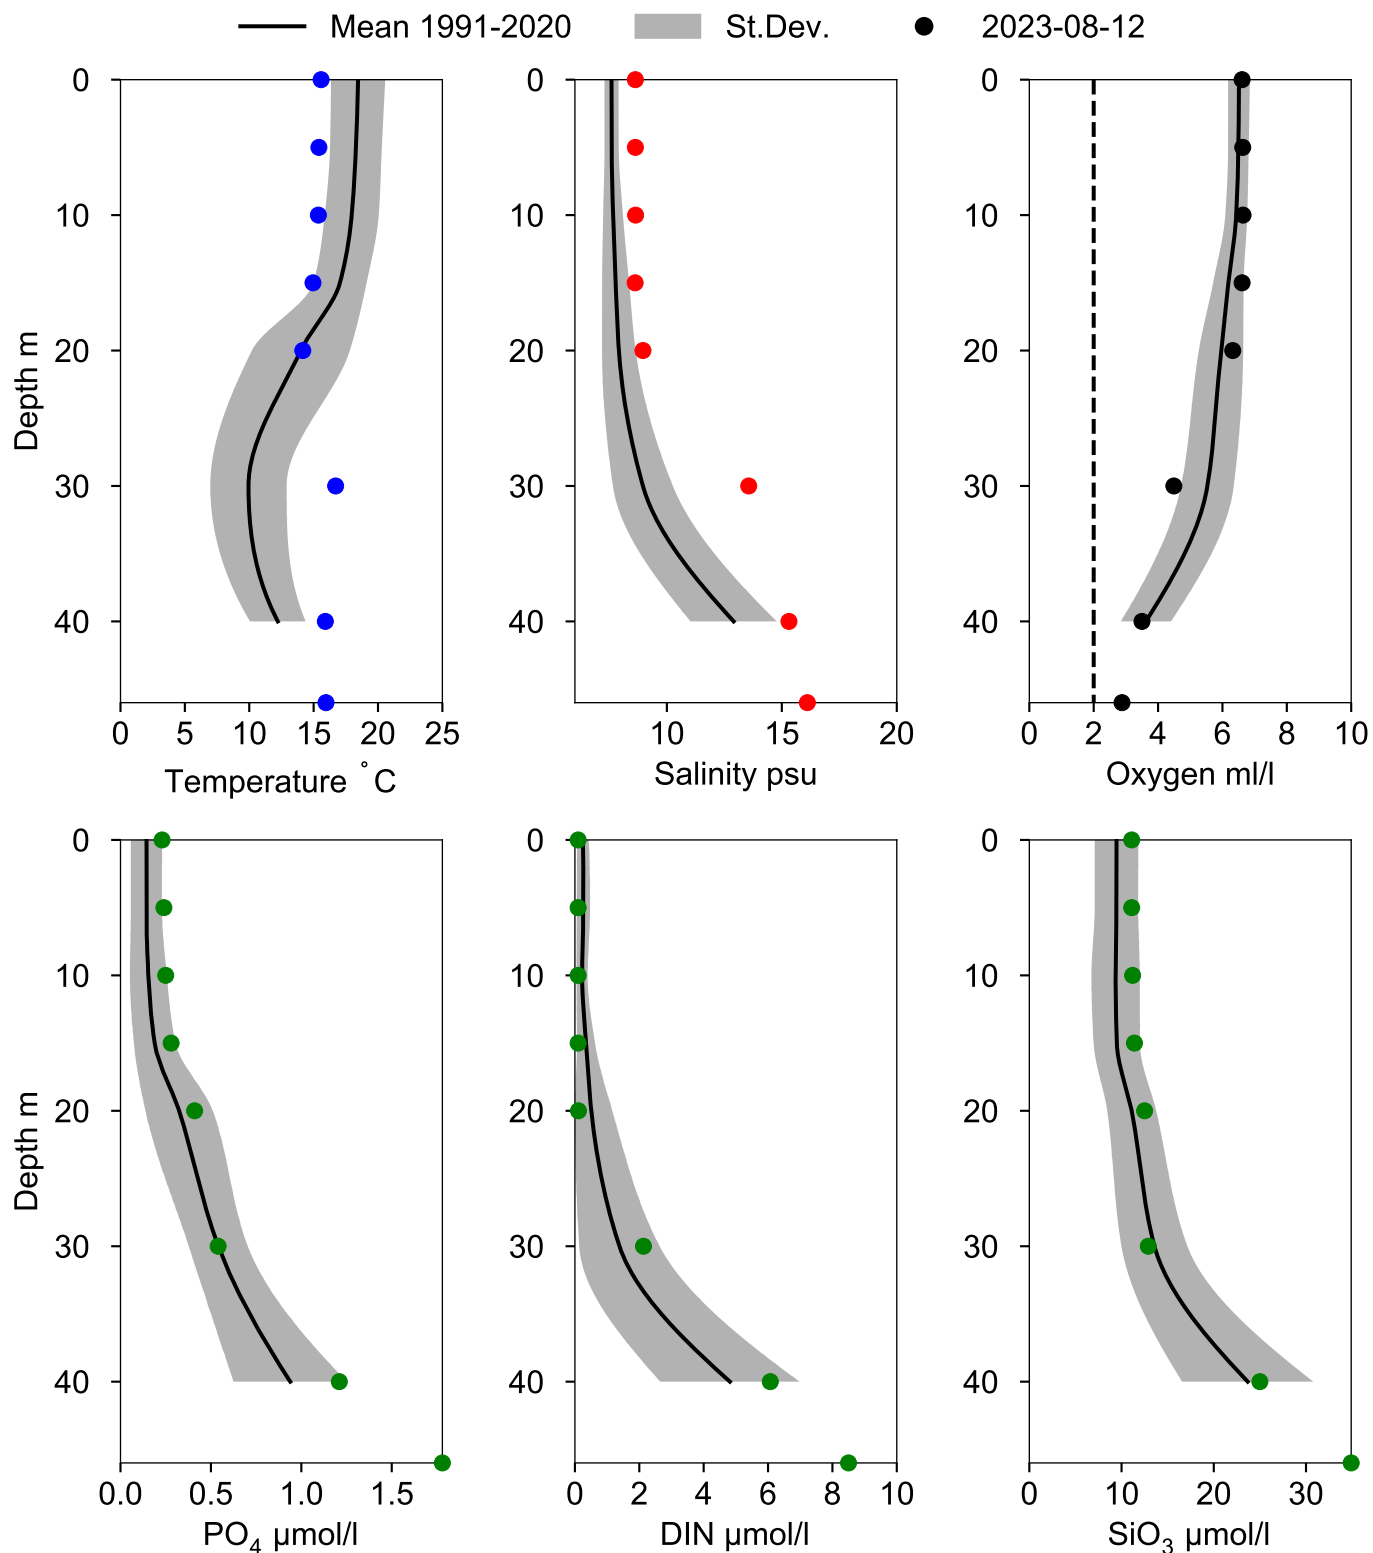 Mean 1991-2020 St.Dev. 2023-08-12
0 0 0
10 10 10
20 20 20
30 30 30
40 40 40
Depth m
0 5 10 15 20 25 10 15 20 0 2 4 6 8 10
Temperature °C Salinity psu Oxygen ml/l
0 0 0
10 10 10
20 20 20
30 30 30
40 40 40
Depth m
0.0 0.5 1.0 1.5 0 2 4 6 8 10 0 10 20 30
PO₄ µmol/l DIN µmol/l SiO₃ µmol/l